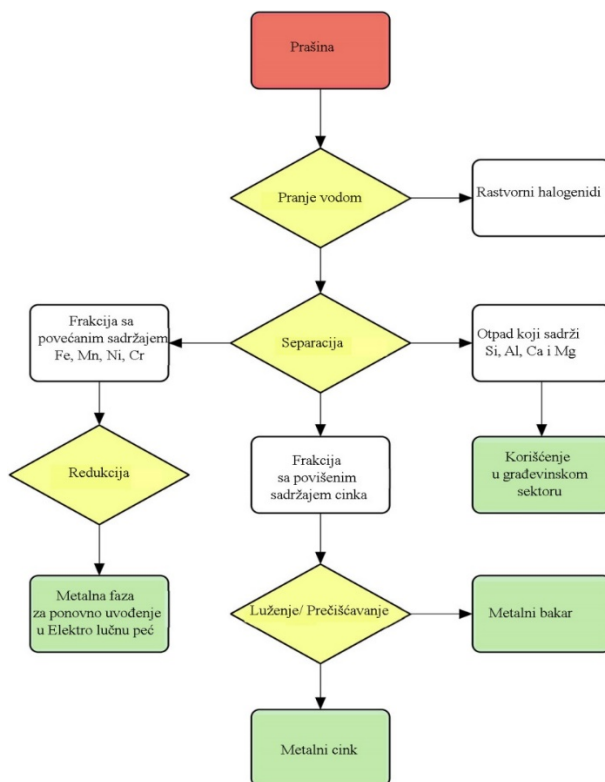 Prašina
Pranje vodom
Rastvorni halogenidi
Frakcija sa
povećanim sadržajem
Fe, Mn, Ni, Cr
Separacija
Otpad koji sadrži
Si, Al, Ca i Mg
Redukcija
Frakcija
sa povišenim
sadržajem cinka
Korišćenje
u građevinskom
sektoru
Metalna faza
za ponovno uvođenje
u Elektro lučnu peć
Luženje/ Prečišćavanje
Metalni bakar
Metalni cink